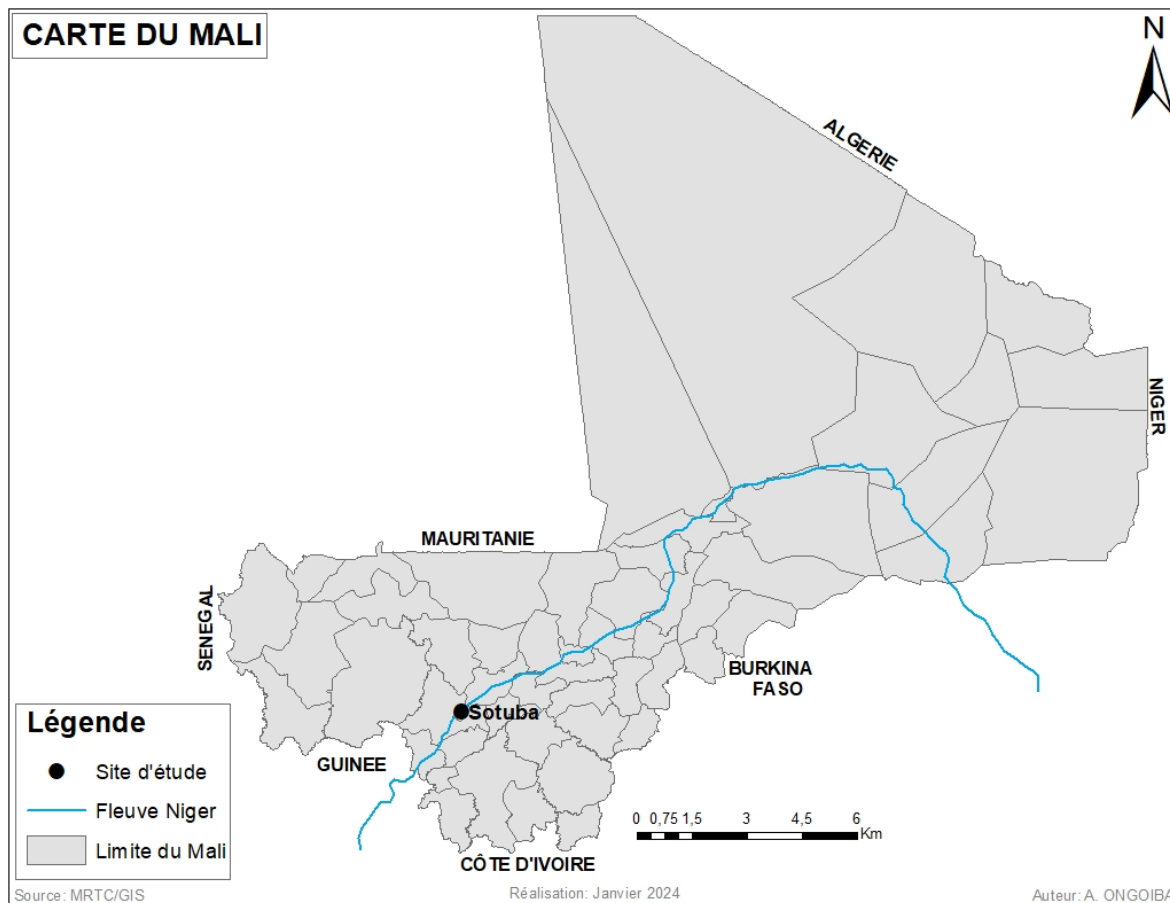 CARTE DU MALI
N
ALGERIE
NIGER
MAURITANIE
SENEGAL
BURKINA
FASO
Sotuba
GUINEE
CÔTE D'IVOIRE
Légende
Site d'étude
Fleuve Niger
Limite du Mali
0 0,75 1,5 3 4,5 6
Km
Source: MRTC/GIS
Réalisation: Janvier 2024
Auteur: A. ONGOIBA